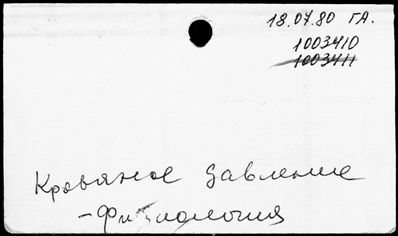 18.07.80 ГА.
1003410
1003411
Кровяное давление
- Физиология